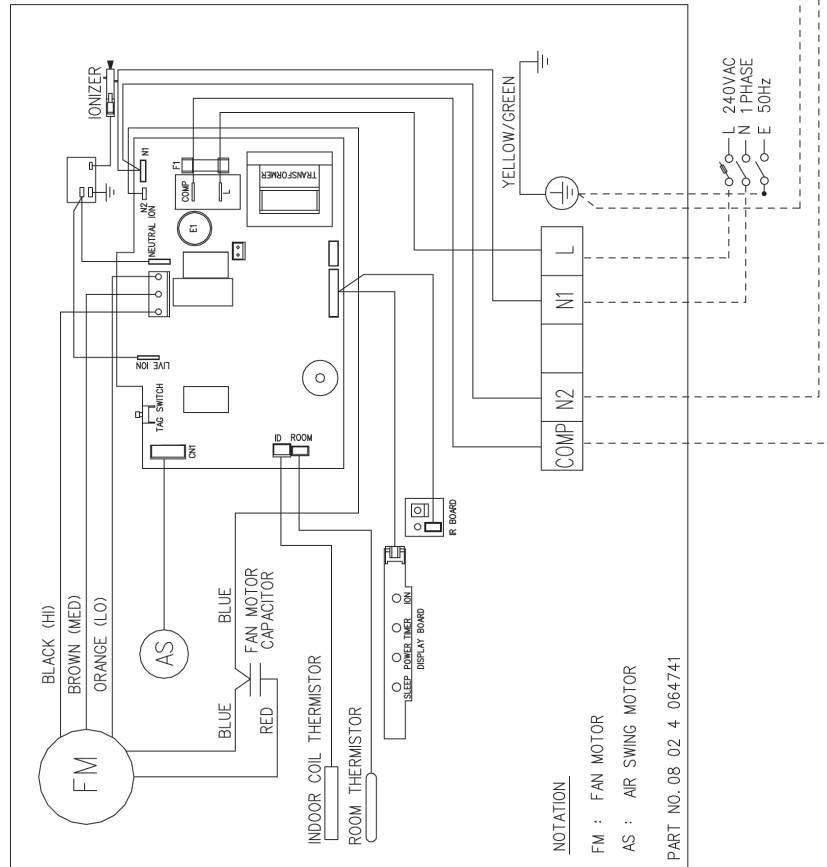 IONIZER
N1
N2
NEUTRAL ION
F1
COMP
L
TRANSFORMER
E1
LIVE ION
TAG SWITCH
CN1
ID
ROOM
YELLOW/GREEN
L 240VAC
N 1PHASE
E 50Hz
L
N1
N2
COMP
IR BOARD
BLACK (HI)
BROWN (MED)
ORANGE (LO)
FM
AS
BLUE
BLUE
RED
FAN MOTOR
CAPACITOR
INDOOR COIL THERMISTOR
ROOM THERMISTOR
SLEEP POWER TIMER ION
DISPLAY BOARD
NOTATION
FM : FAN MOTOR
AS : AIR SWING MOTOR
PART NO. 08 02 4 064741